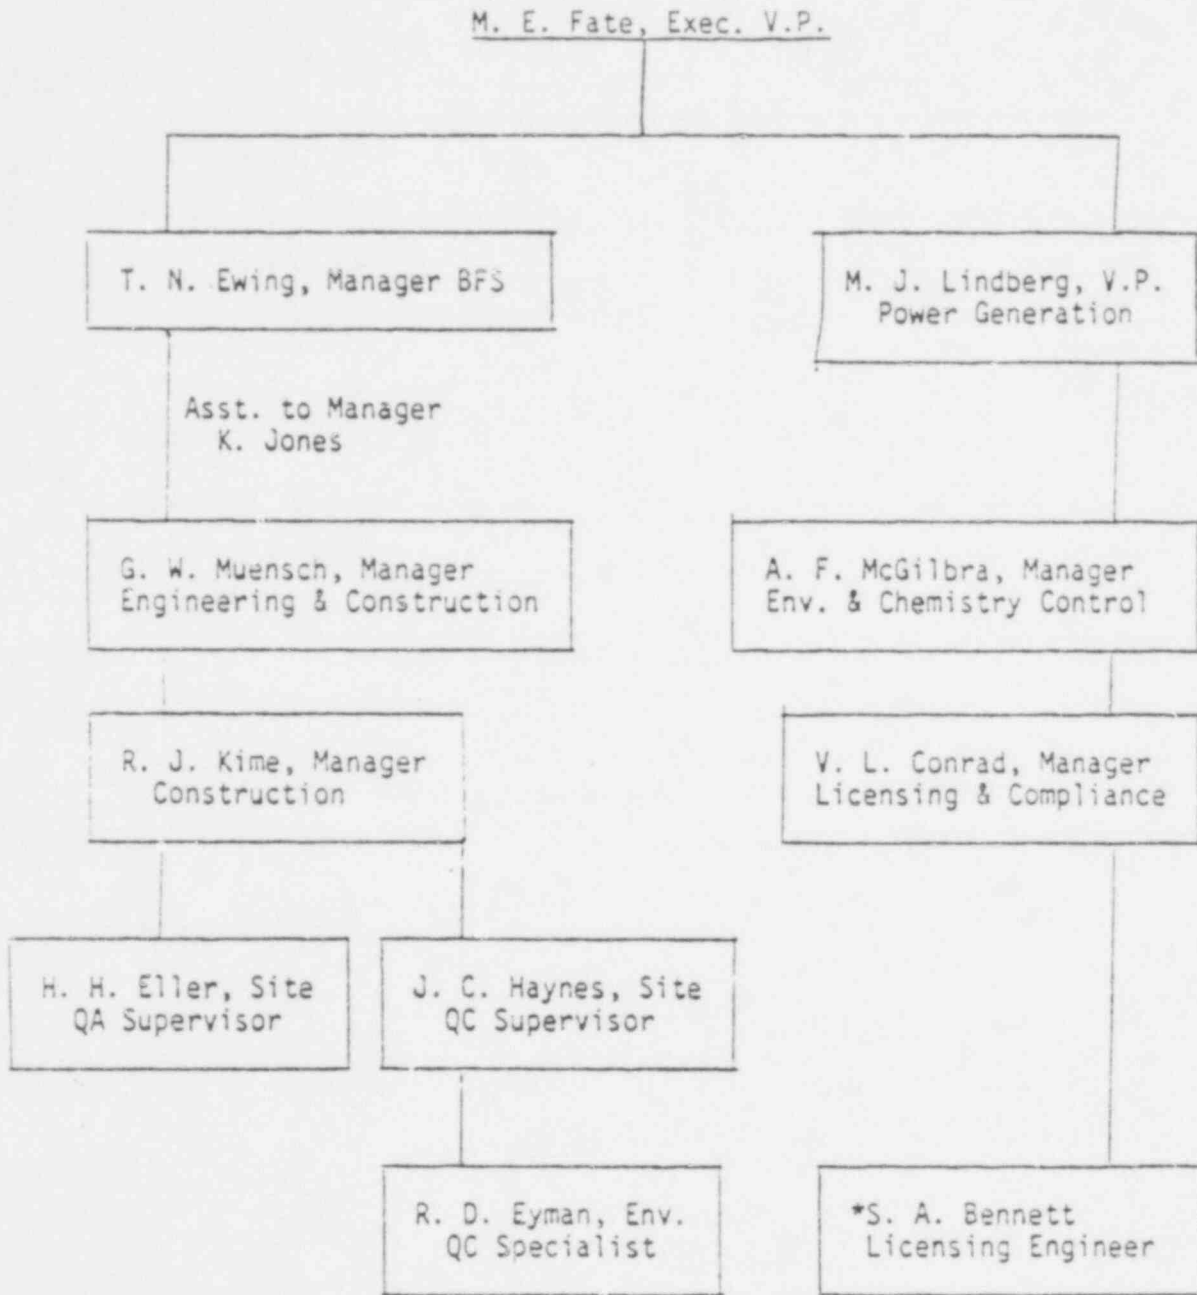 M. E. Fate, Exec. V.P.
T. N. Ewing, Manager BFS
M. J. Lindberg, V.P.
Power Generation
Asst. to Manager
K. Jones
G. W. Muensch, Manager
Engineering & Construction
A. F. McGilbra, Manager
Env. & Chemistry Control
R. J. Kime, Manager
Construction
V. L. Conrad, Manager
Licensing & Compliance
H. H. Eller, Site
QA Supervisor
J. C. Haynes, Site
QC Supervisor
R. D. Eyman, Env.
QC Specialist
*S. A. Bennett
Licensing Engineer